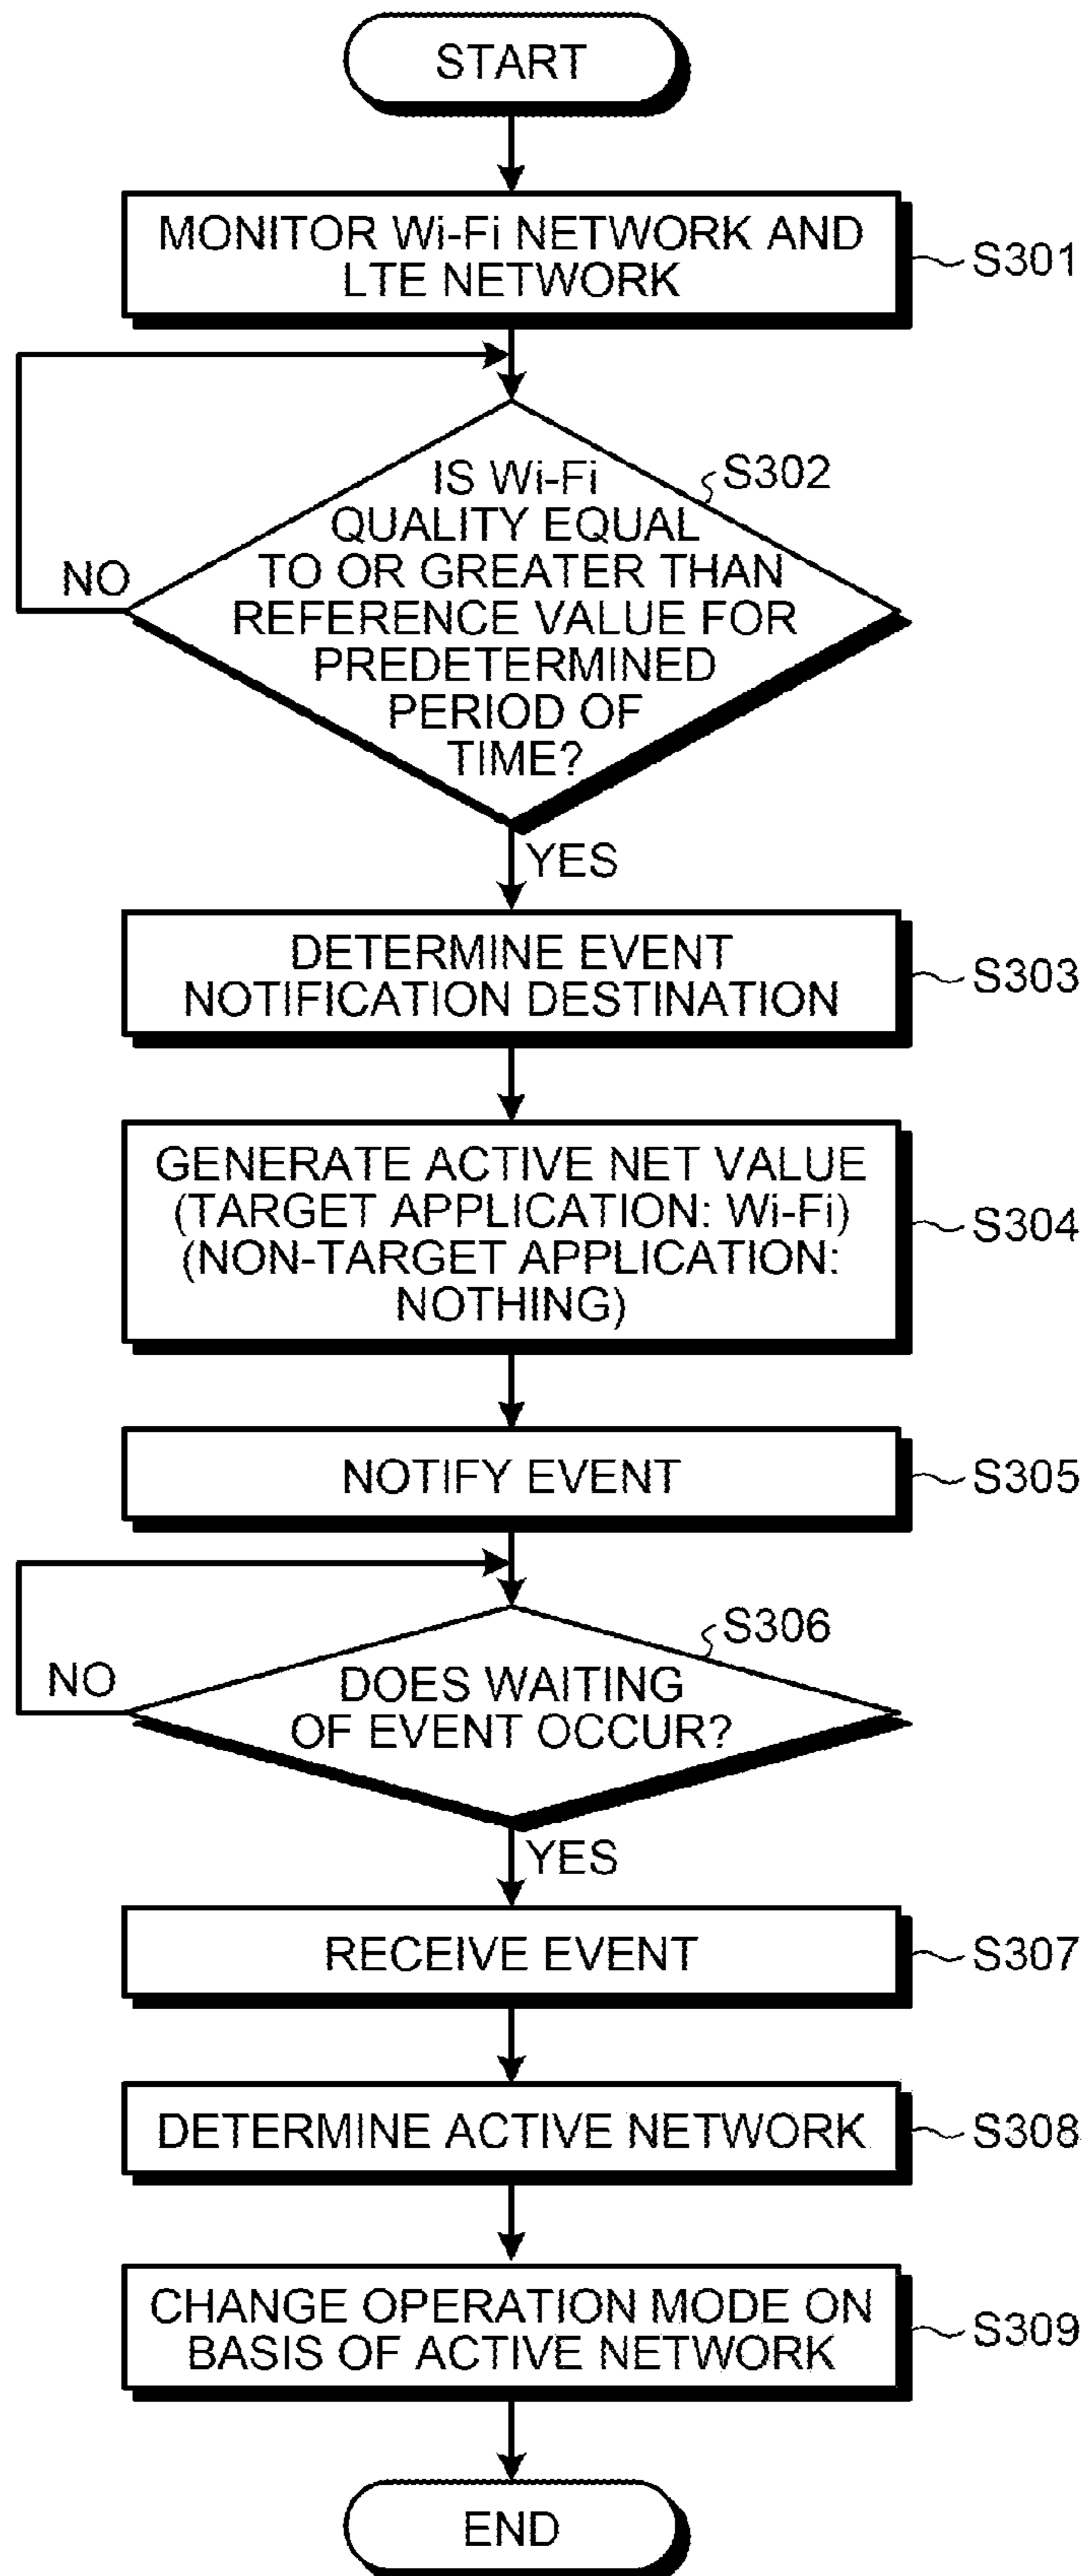 START
MONITOR Wi-Fi NETWORK AND
LTE NETWORK
S301
IS Wi-Fi
QUALITY EQUAL
TO OR GREATER THAN
REFERENCE VALUE FOR
PREDETERMINED
PERIOD OF
TIME?
S302
NO
YES
DETERMINE EVENT
NOTIFICATION DESTINATION
S303
GENERATE ACTIVE NET VALUE
(TARGET APPLICATION: Wi-Fi)
(NON-TARGET APPLICATION:
NOTHING)
S304
NOTIFY EVENT
S305
DOES WAITING
OF EVENT OCCUR?
S306
NO
YES
RECEIVE EVENT
S307
DETERMINE ACTIVE NETWORK
S308
CHANGE OPERATION MODE ON
BASIS OF ACTIVE NETWORK
S309
END